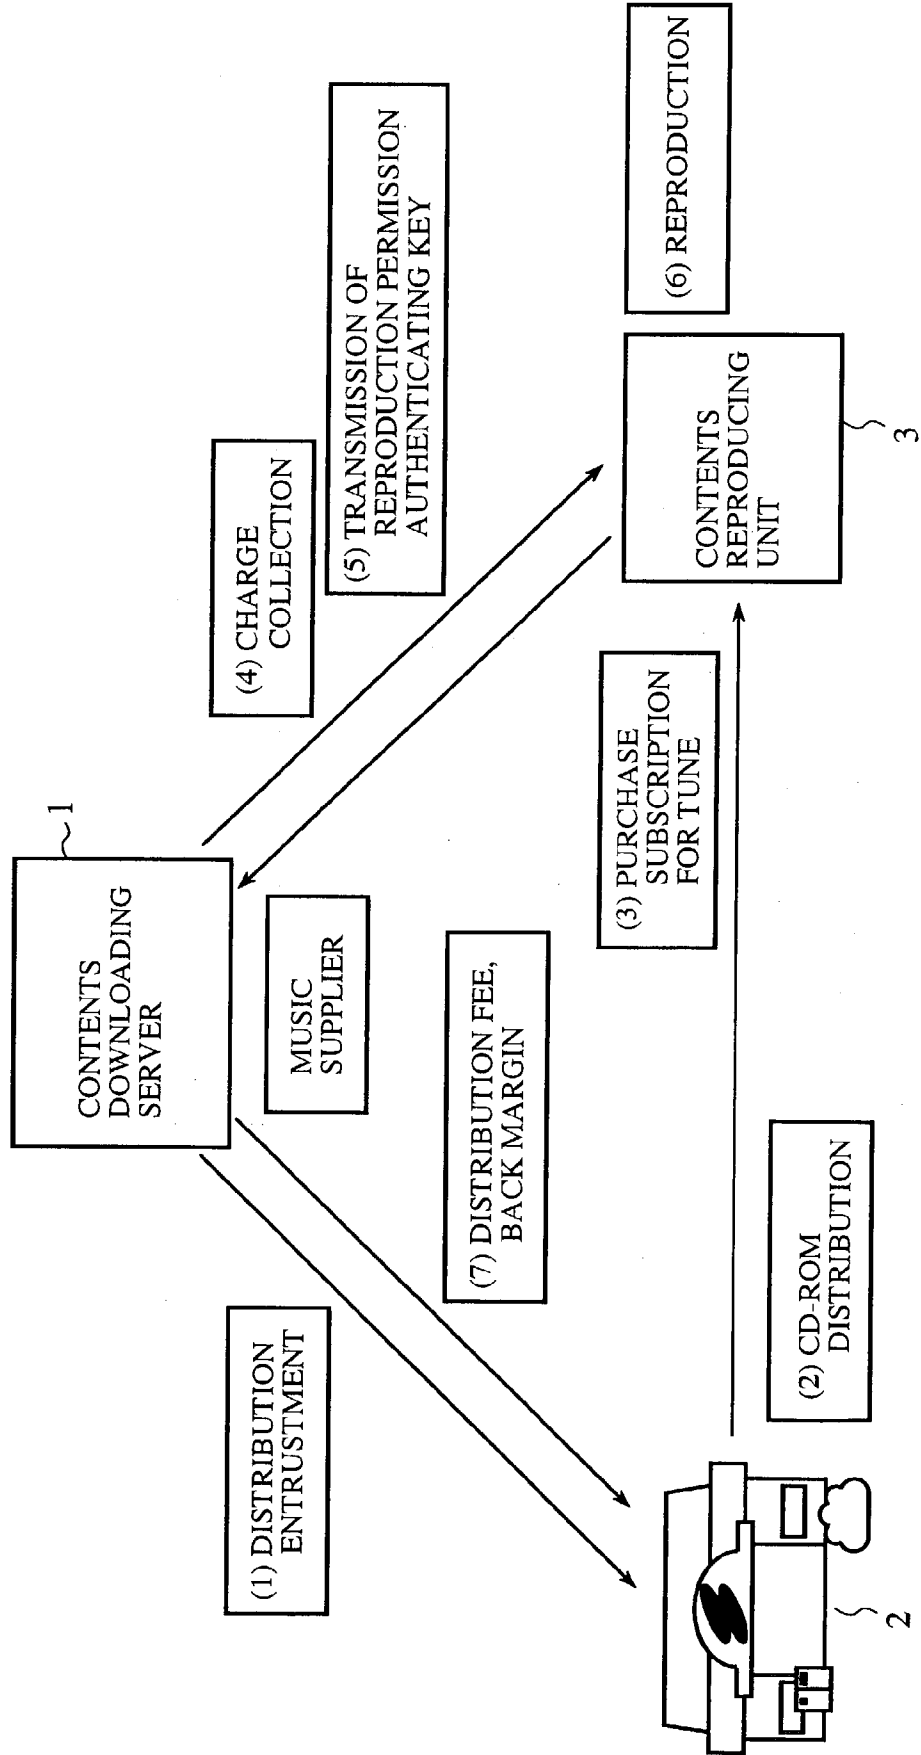 1
CONTENTS
DOWNLOADING
SERVER
MUSIC
SUPPLIER
(1) DISTRIBUTION
ENTRUSTMENT
(7) DISTRIBUTION FEE,
BACK MARGIN
(4) CHARGE
COLLECTION
(5) TRANSMISSION OF
REPRODUCTION PERMISSION
AUTHENTICATING KEY
(3) PURCHASE
SUBSCRIPTION
FOR TUNE
(2) CD-ROM
DISTRIBUTION
2
CONTENTS
REPRODUCING
UNIT
3
(6) REPRODUCTION